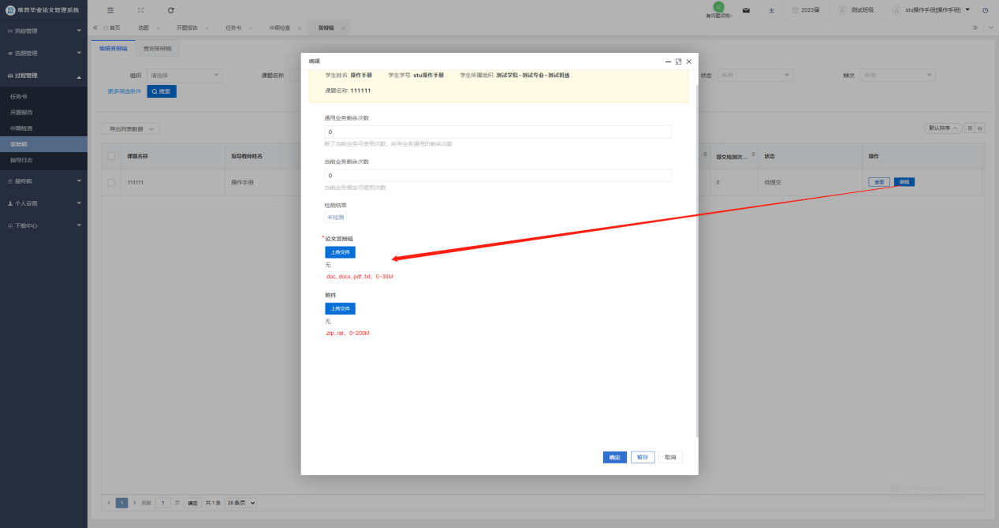 维普毕业论文管理系统
有问题点我~
2023届
测试班级
stu操作手册[操作手册]
消息管理
选题管理
过程管理
任务书
开题报告
中期检查
答辩稿
指导日志
最终稿
个人设置
下载中心
首页
选题
开题报告
任务书
中期检查
答辩稿
编辑答辩稿
查询答辩稿
组织
请选择
课题名称
状态
所有
届次
所有
更多筛选条件
搜索
导出列表数据
默认排序
课题名称
指导教师姓名
提交检测次...
状态
操作
111111
操作手册
0
待提交
查看
编辑
编辑
学生姓名: 操作手册 学生学号: stu操作手册 学生所属组织: 测试学院~测试专业~测试班级
课题名称: 111111
通用业务剩余次数
0
除了当前业务可使用次数，所有业务通用的剩余次数
当前业务剩余次数
0
当前业务规定可使用次数
检测结果
未检测
*论文答辩稿
上传文件
无
.doc,.docx,.pdf,.txt，0~30M
附件
上传文件
无
.zip,.rar，0~200M
确定
暂存
取消
1
到第
1
页
确定
共 1 条
20 条/页
激活 Windows